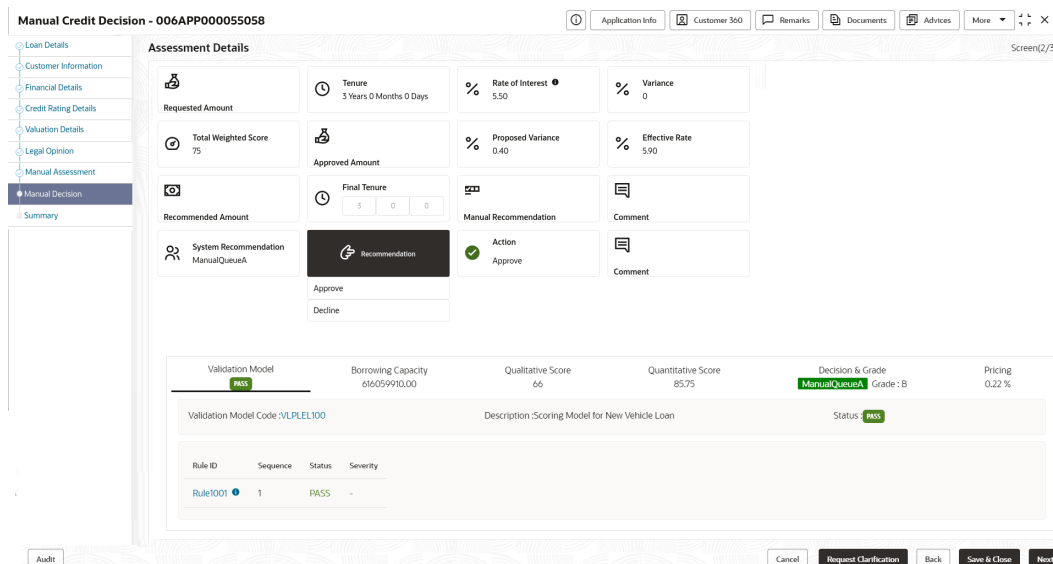 Manual Credit Decision - 006APP000055058
Application Info
Customer 360
Remarks
Documents
Advices
More
Loan Details
Customer Information
Financial Details
Credit Rating Details
Valuation Details
Legal Opinion
Manual Assessment
Manual Decision
Summary
Assessment Details
Screen(2/3
Requested Amount
Tenure
3 Years 0 Months 0 Days
Rate of Interest
5.50
Variance
0
Total Weighted Score
75
Approved Amount
Proposed Variance
0.40
Effective Rate
5.90
Recommended Amount
Final Tenure
3 0 0
Manual Recommendation
Comment
System Recommendation
ManualQueueA
Recommendation
Approve
Decline
Action
Approve
Comment
Validation Model
PASS
Borrowing Capacity
616059910.00
Qualitative Score
66
Quantitative Score
85.75
Decision & Grade
ManualQueueA Grade : B
Pricing
0.22 %
Validation Model Code :VLPLEL100 Description :Scoring Model for New Vehicle Loan Status : PASS
Rule ID Sequence Status Severity
Rule1001 1 PASS -
Audit
Cancel
Request Clarification
Back
Save & Close
Next